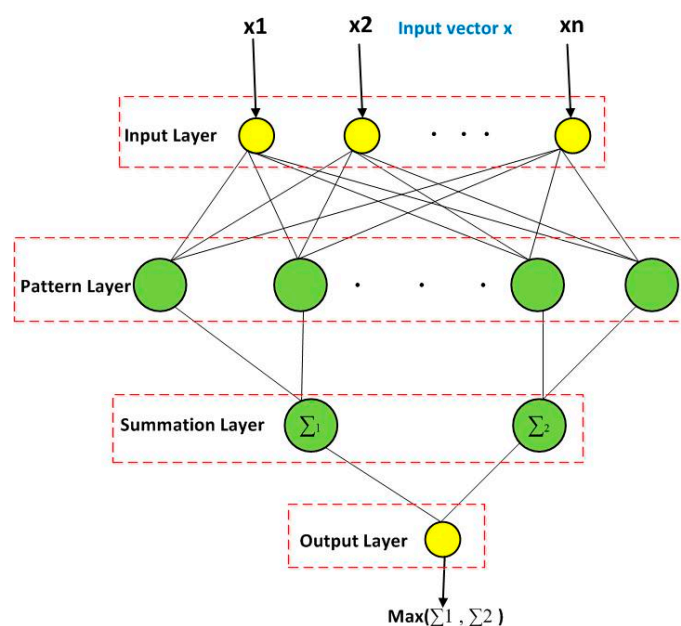 x1 x2 Input vector x xn
Input Layer
Pattern Layer
Summation Layer ∑1 ∑2
Output Layer
Max(∑1 , ∑2 )